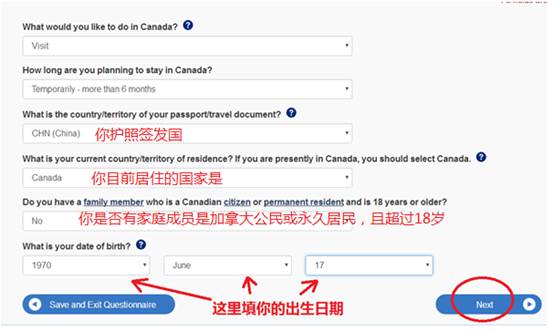 What would you like to do in Canada? ?
Visit
How long are you planning to stay in Canada?
Temporarily - more than 6 months
What is the country/territory of your passport/travel document? ?
CHN (China) 你护照签发国
What is your current country/territory of residence? If you are presently in Canada, you should select Canada. ?
Canada 你目前居住的国家是
Do you have a family member who is a Canadian citizen or permanent resident and is 18 years or older?
No 你是否有家庭成员是加拿大公民或永久居民，且超过18岁
What is your date of birth? ?
1970 June 17
Save and Exit Questionnaire 这里填你的出生日期 Next